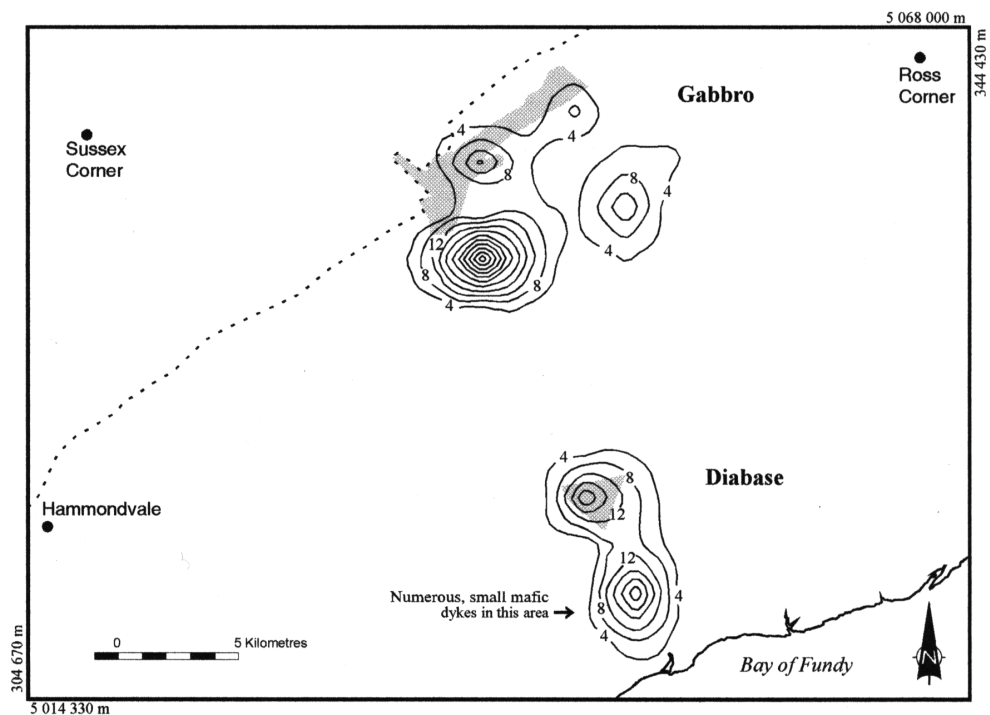 5 068 000 m
344 430 m
Ross
Corner
Gabbro
Sussex
Corner
4
4
8
8
4
4
12
8
8
4
Hammondvale
Diabase
4
8
12
12
Numerous, small mafic
dykes in this area
8
4
4
0 5 Kilometres
Bay of Fundy
N
304 670 m
5 014 330 m